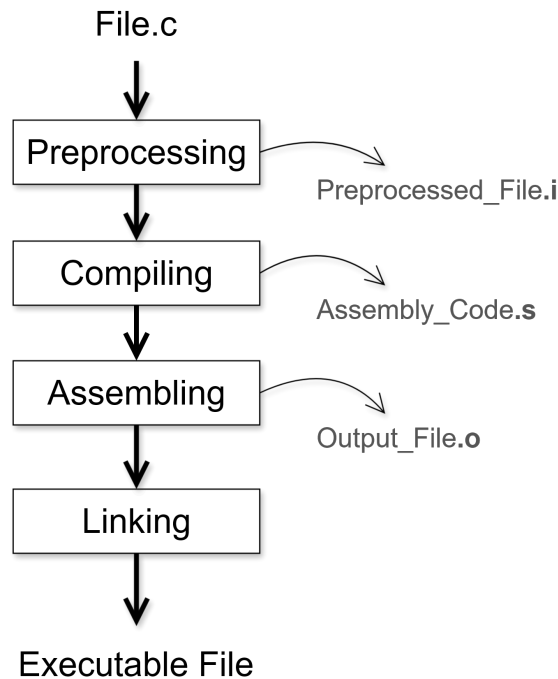 File.c
Preprocessing
Preprocessed_File.i
Compiling
Assembly_Code.s
Assembling
Output_File.o
Linking
Executable File